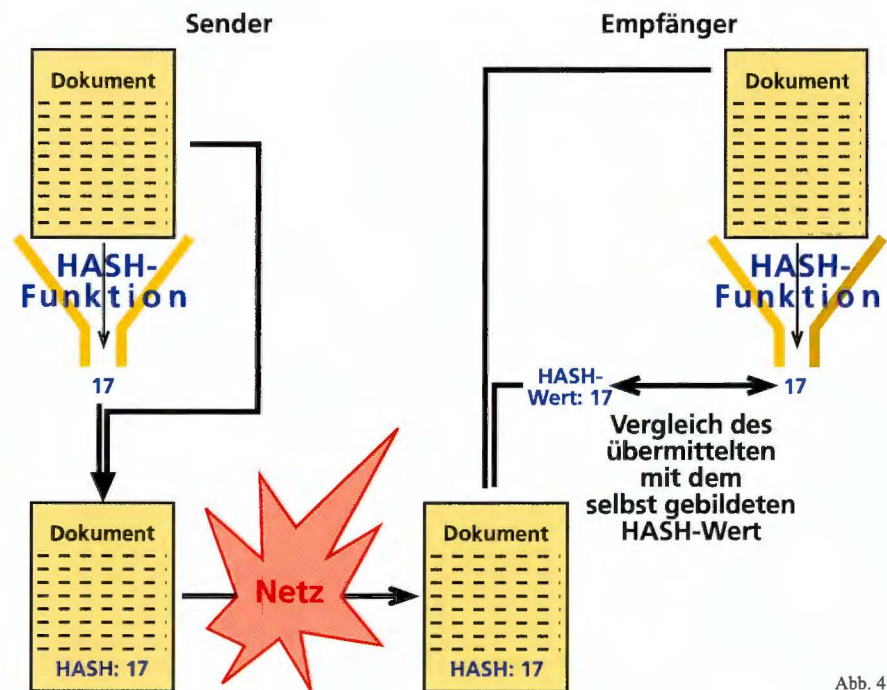 Sender
Dokument
HASH-
Funktion
17
Dokument
HASH: 17
Netz
Empfänger
Dokument
HASH-
Funktion
17
HASH-
Wert: 17
Vergleich des
übermittelten
mit dem
selbst gebildeten
HASH-Wert
Dokument
HASH: 17
Abb. 4